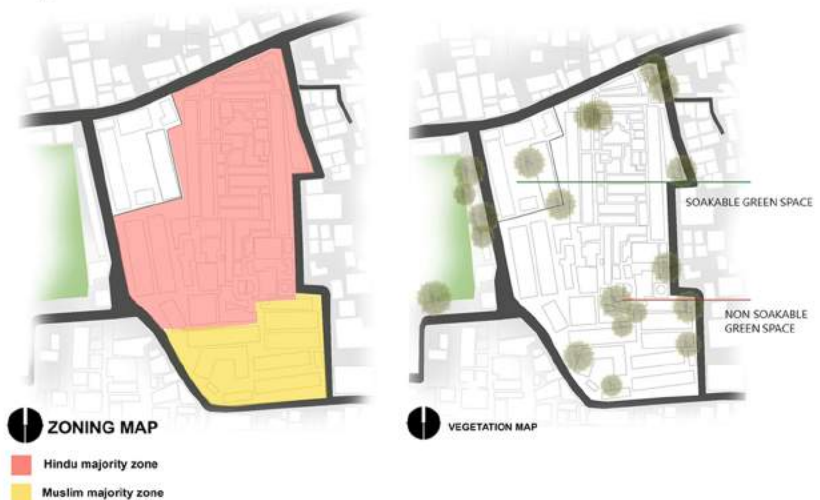 SOAKABLE GREEN SPACE
NON SOAKABLE
GREEN SPACE
ZONING MAP
VEGETATION MAP
Hindu majority zone
Muslim majority zone